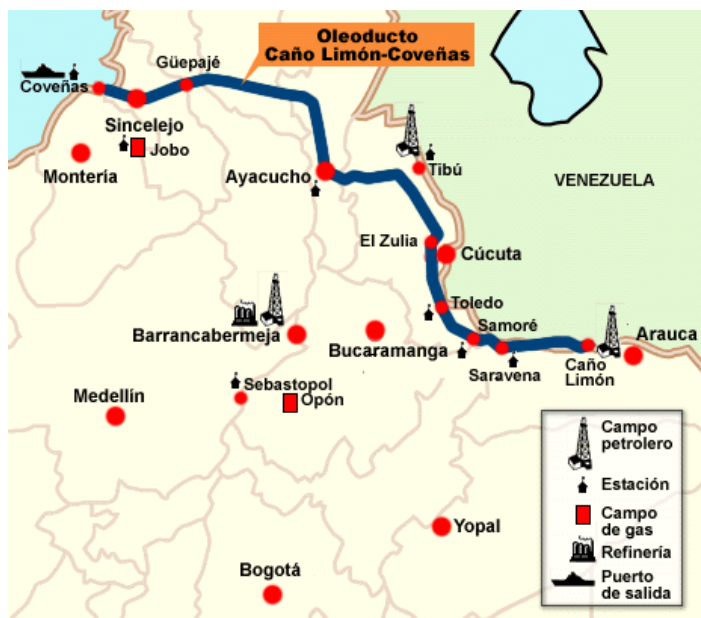 Oleoducto
Caño Limón-Coveñas
Güepajé
Coveñas
Sincelejo
Jobo
Montería
Ayacucho
Tibú
VENEZUELA
El Zulia
Cúcuta
Toledo
Samoré
Barrancabermeja
Bucaramanga
Arauca
Saravena
Caño
Limón
Sebastopol
Medellín
Opón
Campo
petrolero
Estación
Campo
de gas
Yopal
Refinería
Bogotá
Puerto
de salida